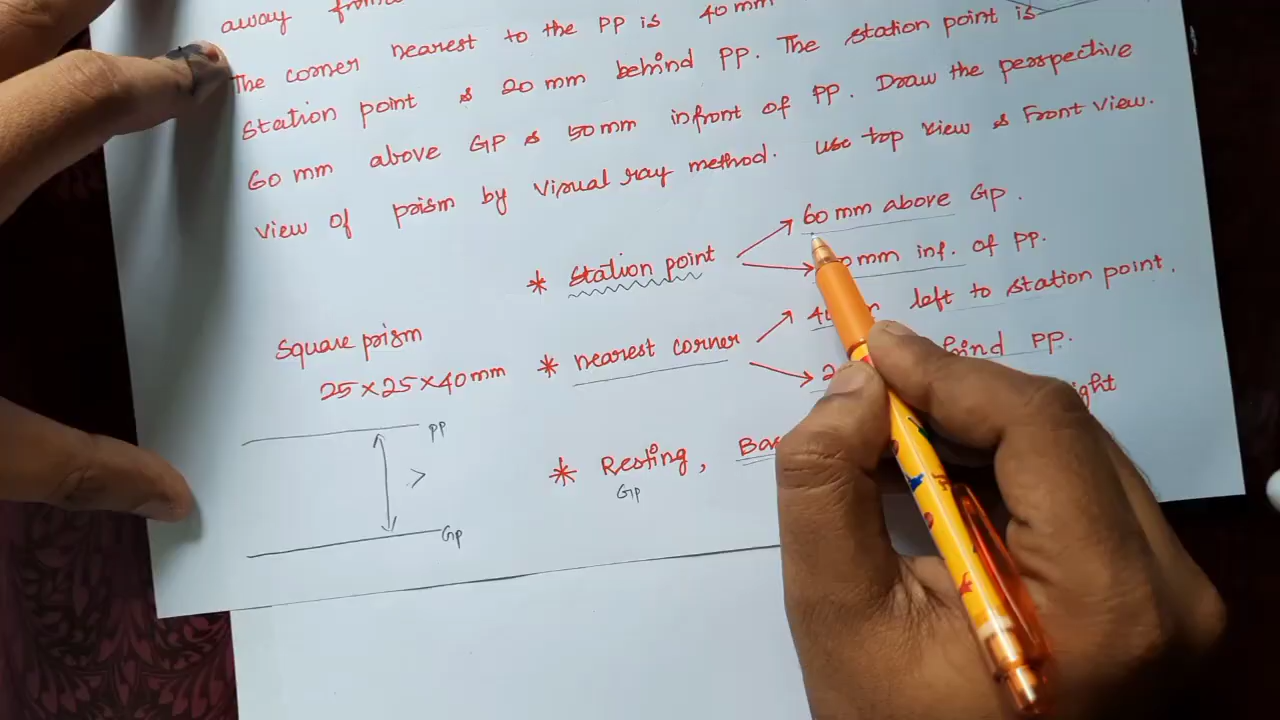 away from
The corner nearest to the PP is 40 mm
Station point & 20 mm behind PP. The station point is
60 mm above GP & 50 mm infront of PP. Draw the perspective
view of prism by Visual ray method. Use top view & Front View.
* Station point
60 mm above GP.
0 mm inf. of PP.
Square prism
25 × 25 × 40 mm
* nearest corner
left to station point.
PP.
* Resting,
GP
PP
GP